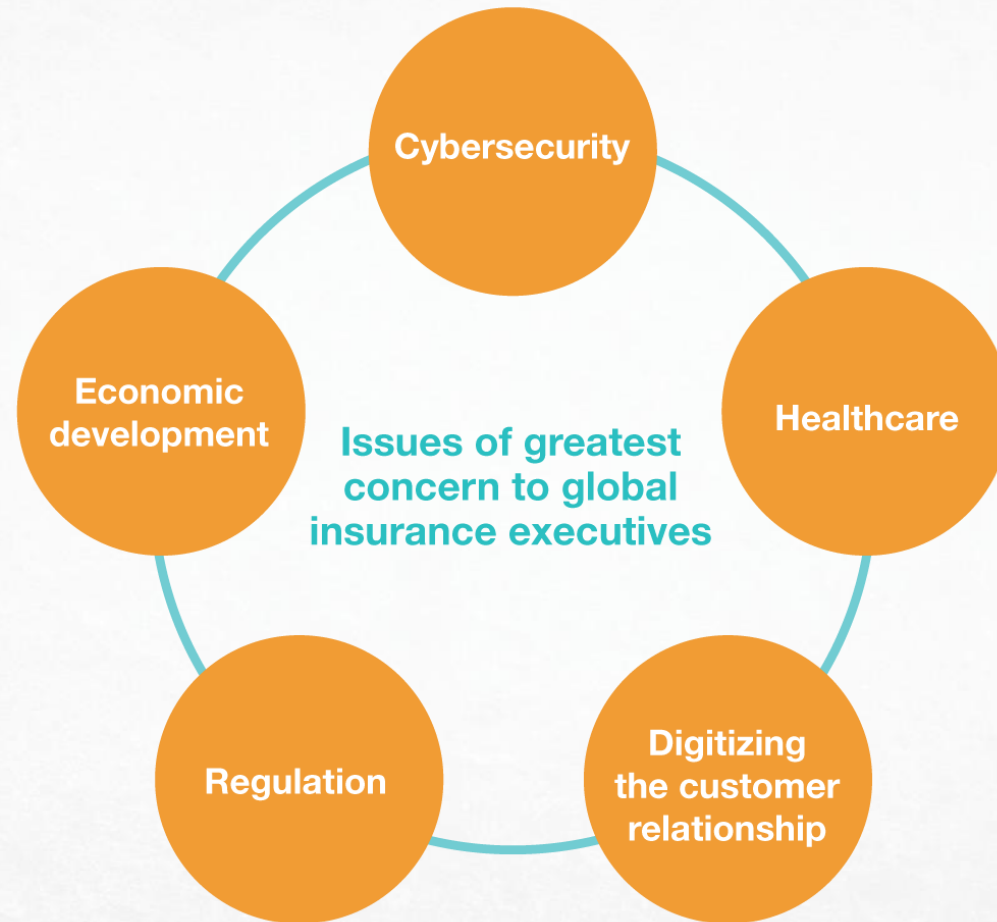 Cybersecurity
Economic
development
Healthcare
Issues of greatest
concern to global
insurance executives
Regulation
Digitizing
the customer
relationship